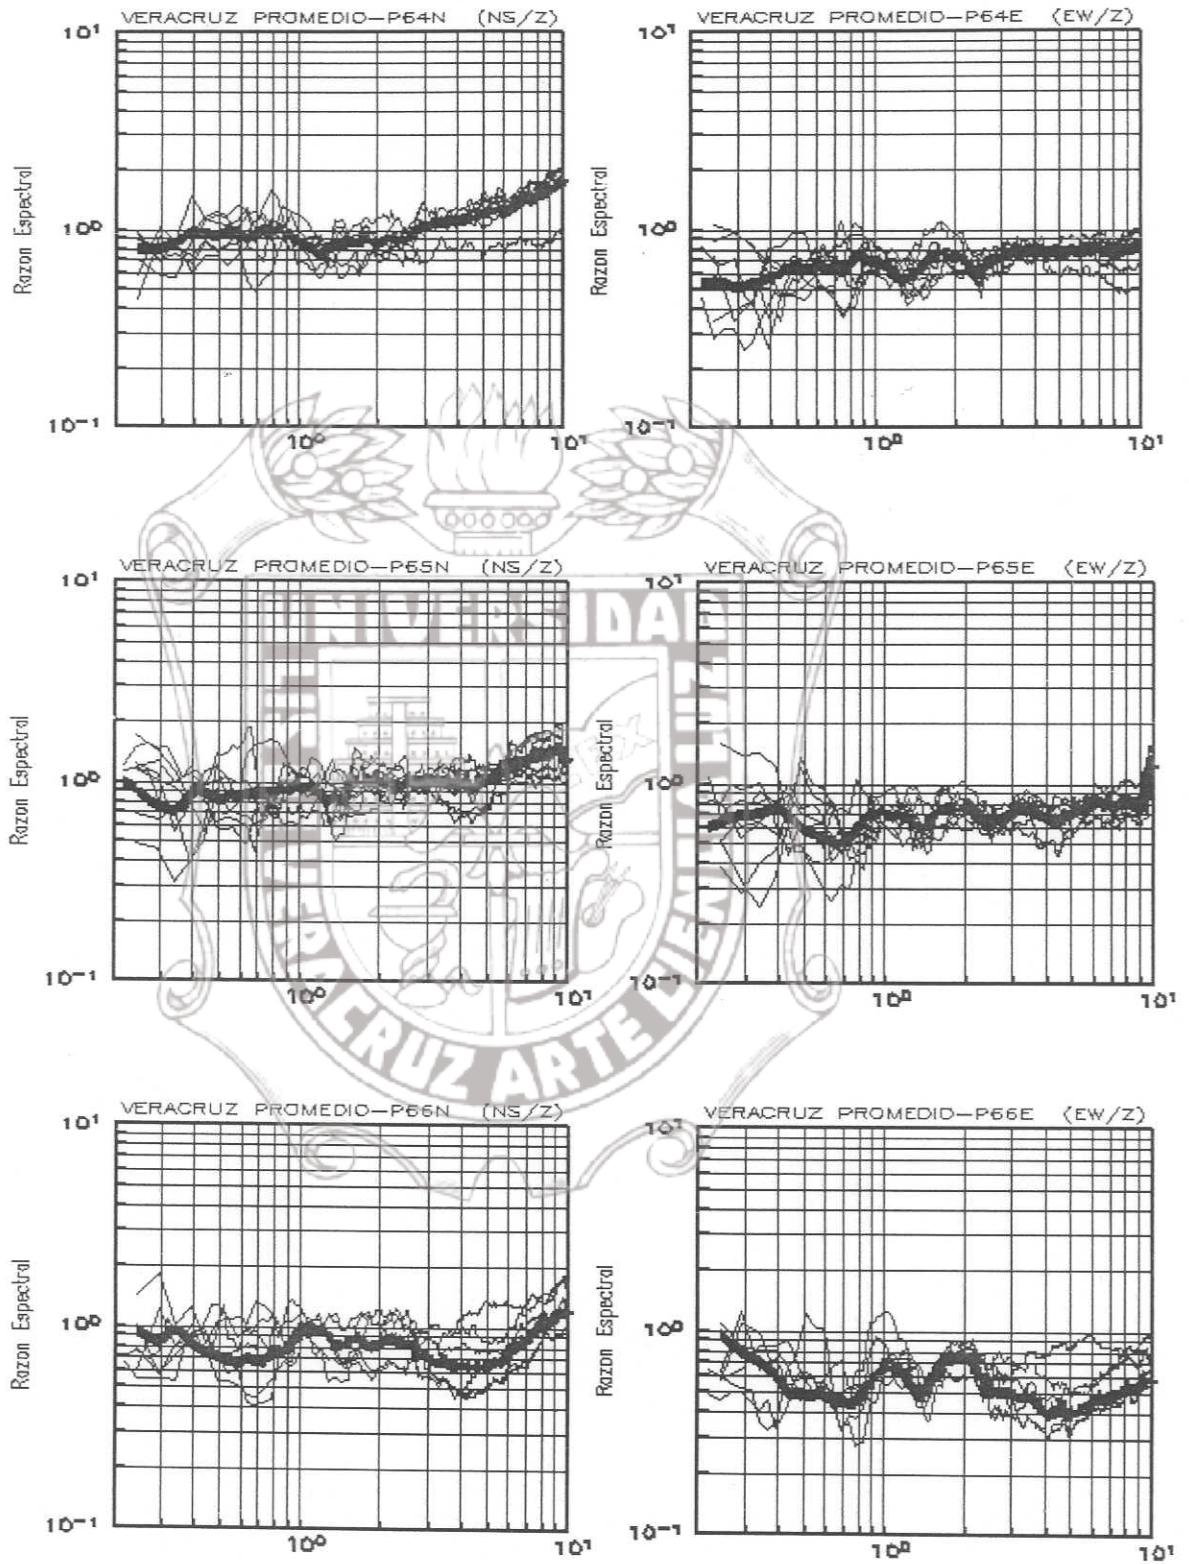 VERACRUZ PROMEDIO-P64N (NS/Z)
10¹
Razon Espectral
10⁰
10⁻¹
10⁰
10¹
VERACRUZ PROMEDIO-P64E (EW/Z)
10¹
Razon Espectral
10⁰
10⁻¹
10⁰
10¹
VERACRUZ PROMEDIO-P65N (NS/Z)
10¹
Razon Espectral
10⁰
10⁻¹
10⁰
10¹
VERACRUZ PROMEDIO-P65E (EW/Z)
10¹
Razon Espectral
10⁰
10⁻¹
10⁰
10¹
VERACRUZ PROMEDIO-P66N (NS/Z)
10¹
Razon Espectral
10⁰
10⁻¹
10⁰
10¹
VERACRUZ PROMEDIO-P66E (EW/Z)
10¹
Razon Espectral
10⁰
10⁻¹
10⁰
10¹
UNIVERSIDAD
VERACRUZ ARTE CIENCIA LUZ